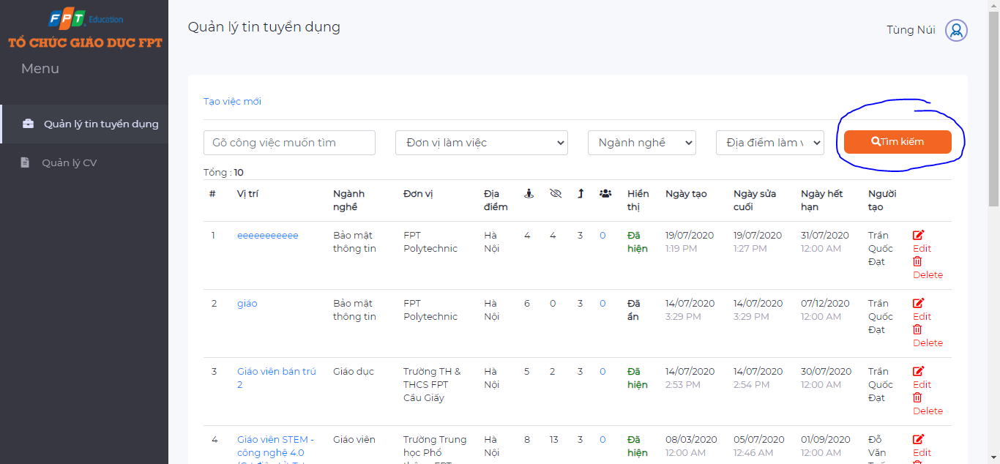 FPT Education
TỔ CHỨC GIÁO DỤC FPT
Menu
Quản lý tin tuyển dụng
Quản lý CV
Quản lý tin tuyển dụng
Tùng Núi
Tạo việc mới
Gõ công việc muốn tìm Đơn vị làm việc Ngành nghề Địa điểm làm Tìm kiếm
Tổng : 10
# Vị trí Ngành Đơn vị Địa Hiển Ngày tạo Ngày sửa Ngày hết Người
nghề điểm thị cuối hạn tạo
1 eeeeeeeeeee Bảo mật FPT Hà 4 4 3 0 Đã 19/07/2020 19/07/2020 31/07/2020 Trần
thông tin Polytechnic Nội hiện 1:19 PM 1:27 PM 12:00 AM Quốc Edit
Đạt
Delete
2 giáo Bảo mật FPT Hà 6 0 3 0 Đã 14/07/2020 14/07/2020 07/12/2020 Trần
thông tin Polytechnic Nội ẩn 3:29 PM 3:29 PM 12:00 AM Quốc Edit
Đạt
Delete
3 Giáo viên bán trú Giáo dục Trường TH & Hà 5 2 3 0 Đã 14/07/2020 14/07/2020 30/07/2020 Trần
2 THCS FPT Nội hiện 2:53 PM 2:54 PM 12:00 AM Quốc Edit
Cầu Giấy Đạt
Delete
4 Giáo viên STEM - Giáo viên Trường Trung Hà 8 13 3 0 Đã 08/03/2020 05/07/2020 01/09/2020 Đỗ
công nghệ 4.0 học Phổ Nội hiện 12:00 AM 12:46 AM 12:00 AM Văn Edit